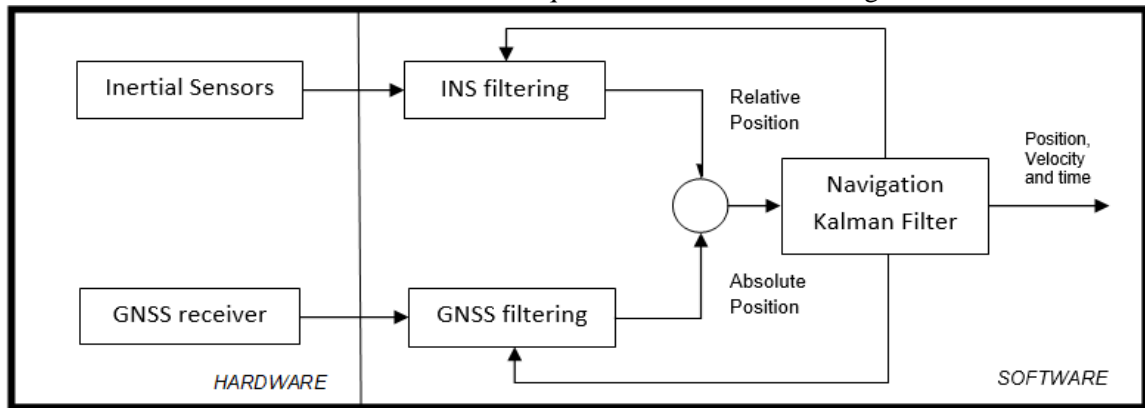 Inertial Sensors
INS filtering
Relative
Position
Position,
Velocity
and time
Navigation
Kalman Filter
GNSS receiver
GNSS filtering
Absolute
Position
HARDWARE
SOFTWARE